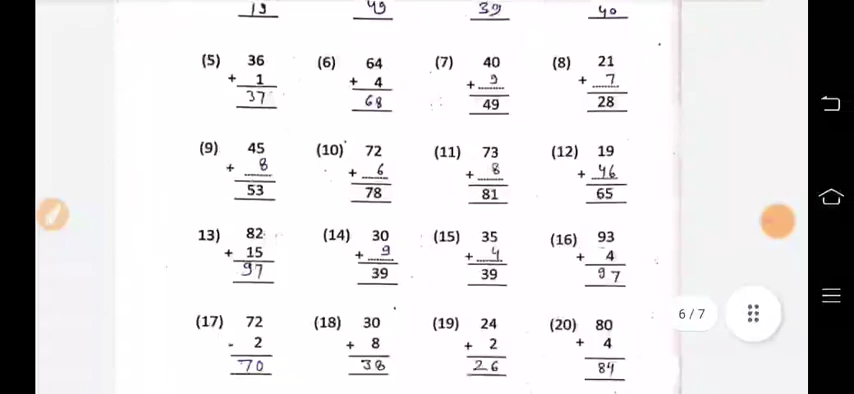 19 49 39 40
(5) 36 (6) 64 (7) 40 (8) 21
+ 1 + 4 + 9 + 7
37 68 49 28
(9) 45 (10) 72 (11) 73 (12) 19
+ 8 + 6 + 8 + 46
53 78 81 65
13) 82 (14) 30 (15) 35 (16) 93
+ 15 + 9 + 4 + 4
97 39 39 97
(17) 72 (18) 30 (19) 24 (20) 80
- 2 + 8 + 2 + 4
70 38 26 84
6/7